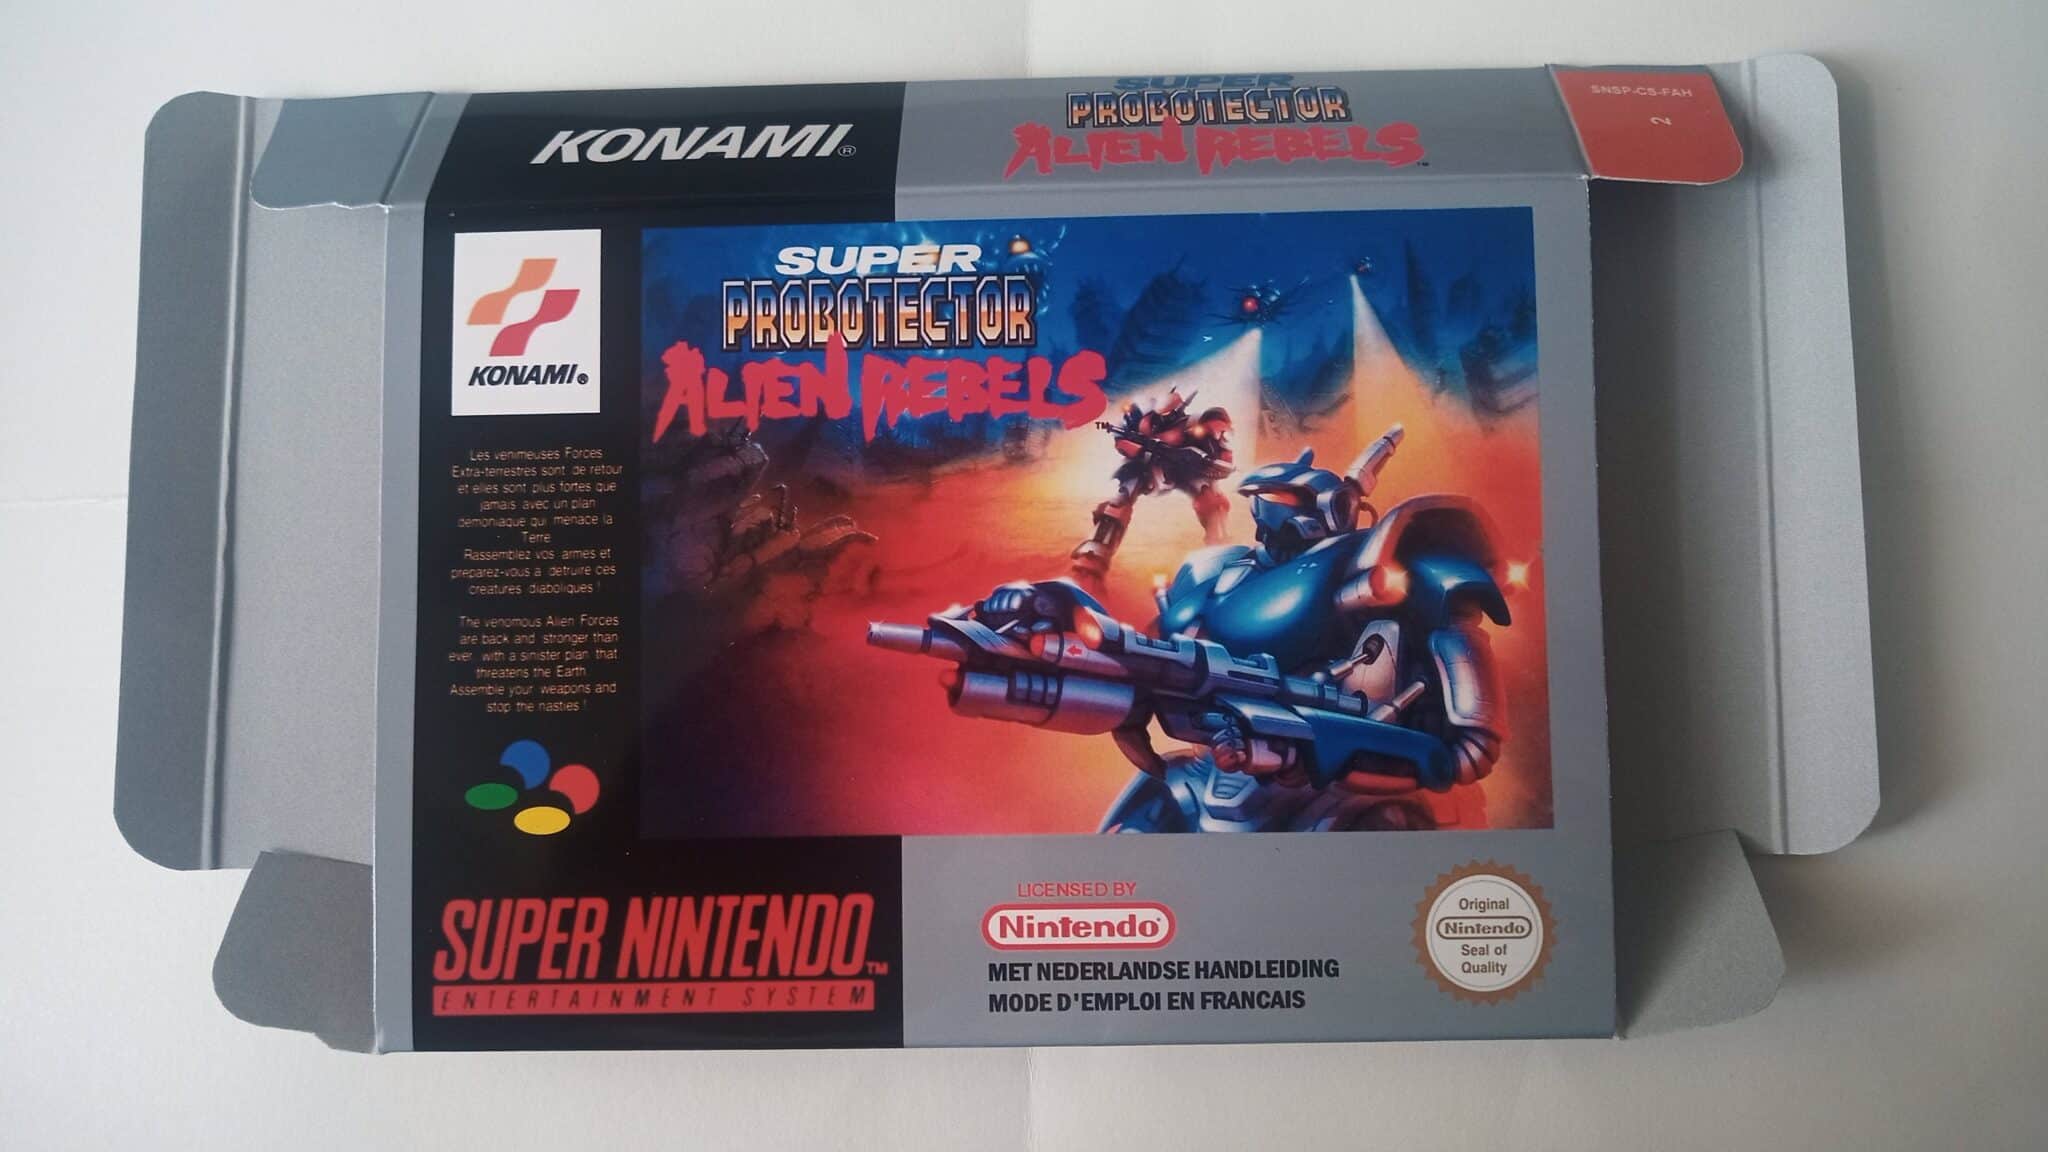 KONAMI®
SUPER
PROBOTECTOR
ALIEN REBELS™
SNSP-CS-FAH
2
KONAMI®
SUPER
PROBOTECTOR
ALIEN REBELS™
Les venimeuses Forces
Extra-terrestres sont de retour
et elles sont plus fortes que
jamais avec un plan
demoniaque qui menace la
Terre
Rassemblez vos armes et
preparez-vous a detruire ces
creatures diaboliques !
The venomous Alien Forces
are back and stronger than
ever with a sinister plan that
threatens the Earth
Assemble your weapons and
stop the nasties !
SUPER NINTENDO™
ENTERTAINMENT SYSTEM
LICENSED BY
Nintendo®
MET NEDERLANDSE HANDLEIDING
MODE D'EMPLOI EN FRANCAIS
Original
Nintendo
Seal of
Quality